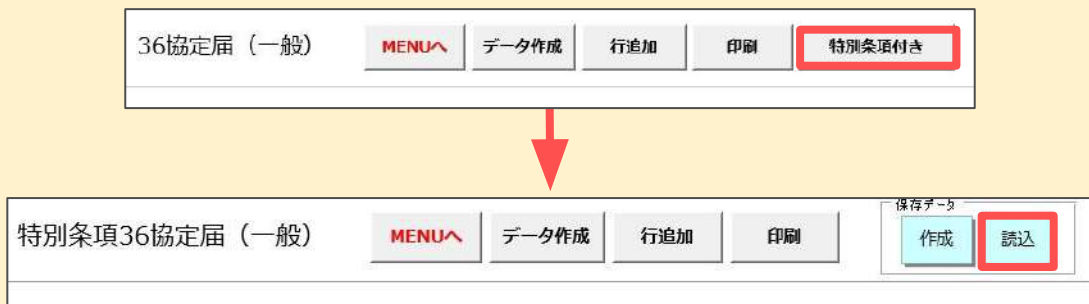 36協定届（一般） MENUへ データ作成 行追加 印刷 特別条項付き
保存データ
特別条項36協定届（一般） MENUへ データ作成 行追加 印刷 作成 読込